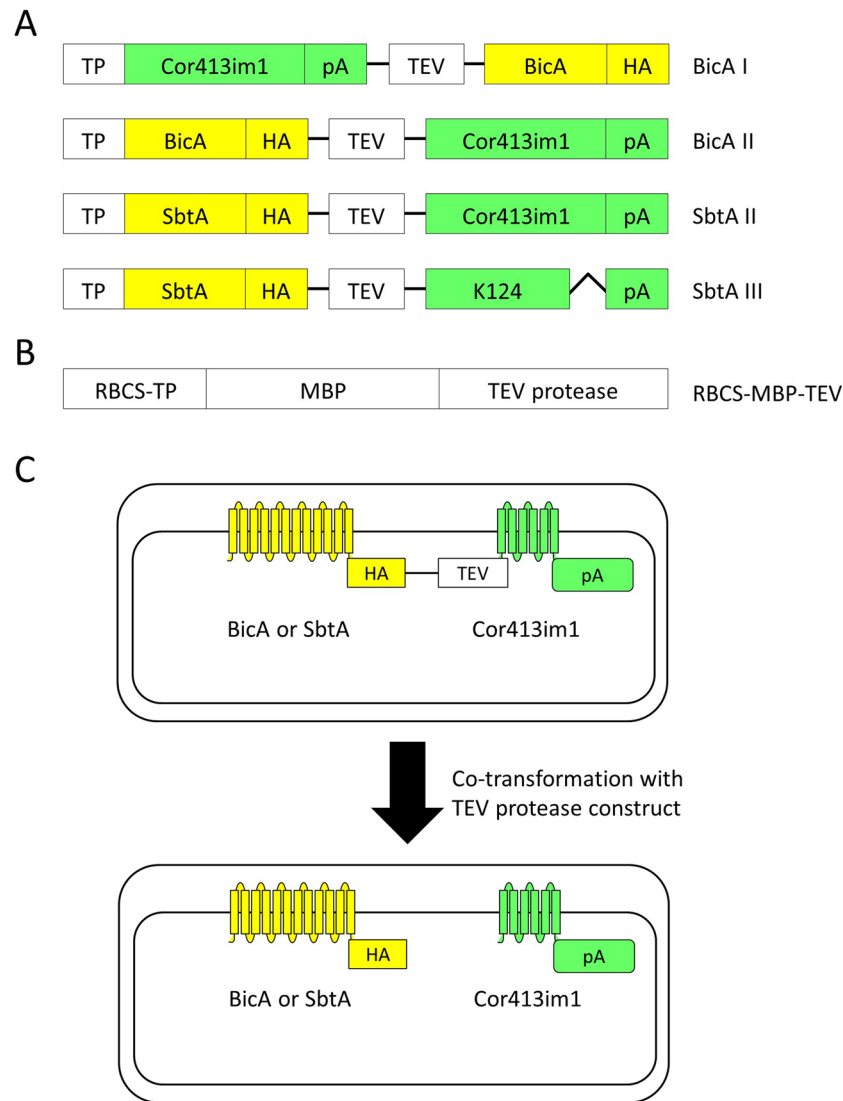 A
TP Cor413im1 pA TEV BicA HA BicA I
TP BicA HA TEV Cor413im1 pA BicA II
TP SbtA HA TEV Cor413im1 pA SbtA II
TP SbtA HA TEV K124 pA SbtA III
B
RBCS-TP MBP TEV protease RBCS-MBP-TEV
C
HA TEV pA
BicA or SbtA Cor413im1
Co-transformation with
TEV protease construct
HA pA
BicA or SbtA Cor413im1